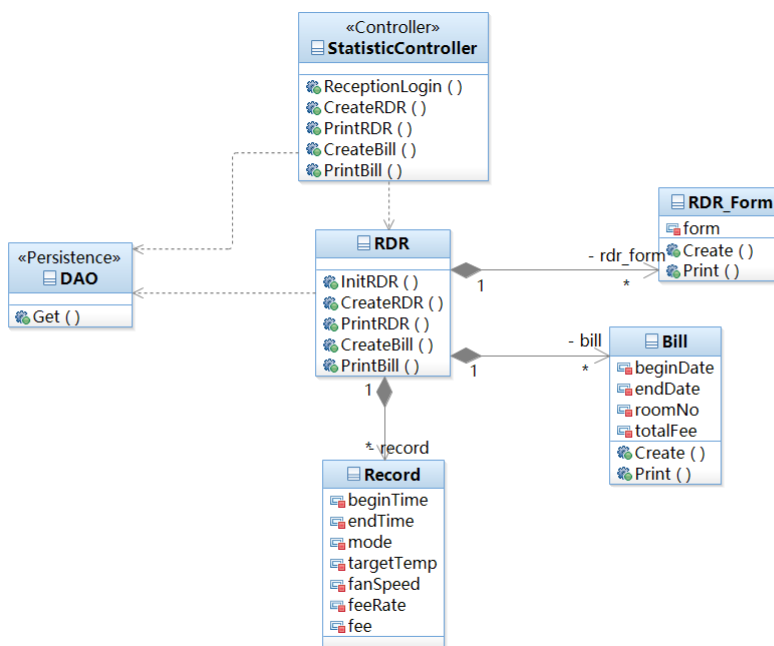 «Controller»
StatisticController
ReceptionLogin ( )
CreateRDR ( )
PrintRDR ( )
CreateBill ( )
PrintBill ( )
RDR_Form
form
Create ( )
Print ( )
«Persistence»
DAO
Get ( )
RDR
InitRDR ( )
CreateRDR ( )
PrintRDR ( )
CreateBill ( )
PrintBill ( )
- rdr_form
1
*
- bill
1
*
Bill
beginDate
endDate
roomNo
totalFee
Create ( )
Print ( )
1
*
- record
Record
beginTime
endTime
mode
targetTemp
fanSpeed
feeRate
fee